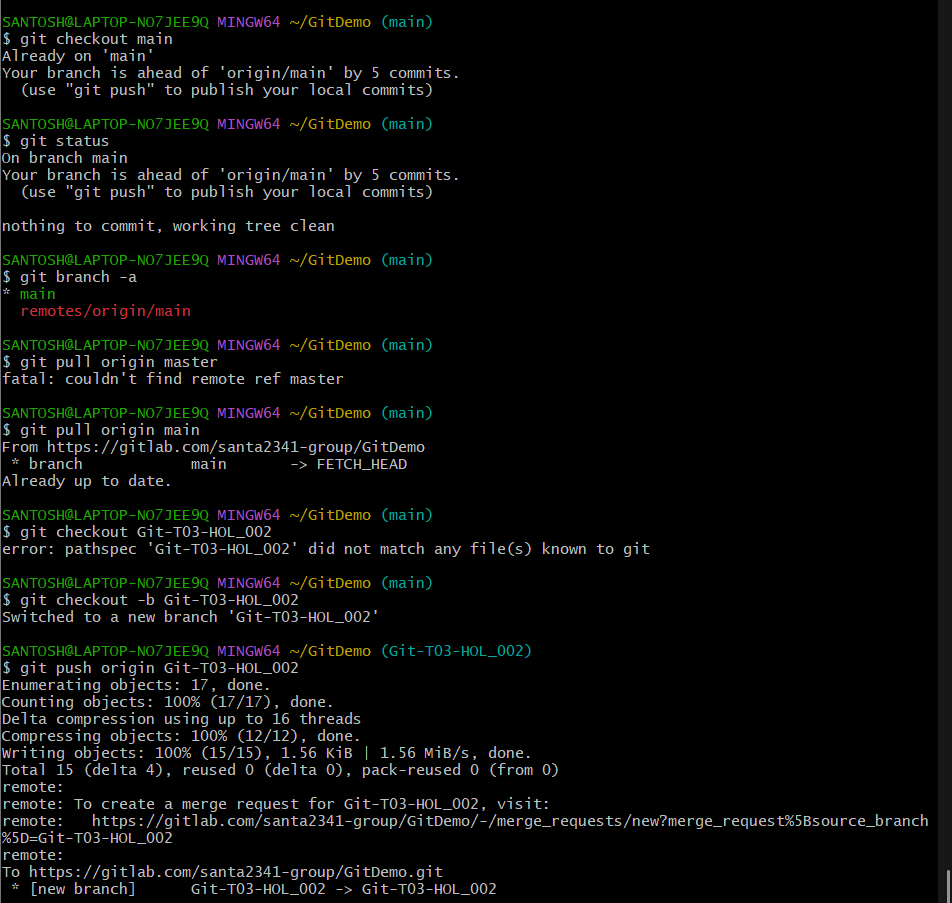 SANTOSH@LAPTOP-NO7JEE9Q MINGW64 ~/GitDemo (main)
$ git checkout main
Already on 'main'
Your branch is ahead of 'origin/main' by 5 commits.
  (use "git push" to publish your local commits)

SANTOSH@LAPTOP-NO7JEE9Q MINGW64 ~/GitDemo (main)
$ git status
On branch main
Your branch is ahead of 'origin/main' by 5 commits.
  (use "git push" to publish your local commits)

nothing to commit, working tree clean

SANTOSH@LAPTOP-NO7JEE9Q MINGW64 ~/GitDemo (main)
$ git branch -a
* main
  remotes/origin/main

SANTOSH@LAPTOP-NO7JEE9Q MINGW64 ~/GitDemo (main)
$ git pull origin master
fatal: couldn't find remote ref master

SANTOSH@LAPTOP-NO7JEE9Q MINGW64 ~/GitDemo (main)
$ git pull origin main
From https://gitlab.com/santa2341-group/GitDemo
 * branch            main       -> FETCH_HEAD
Already up to date.

SANTOSH@LAPTOP-NO7JEE9Q MINGW64 ~/GitDemo (main)
$ git checkout Git-T03-HOL_002
error: pathspec 'Git-T03-HOL_002' did not match any file(s) known to git

SANTOSH@LAPTOP-NO7JEE9Q MINGW64 ~/GitDemo (main)
$ git checkout -b Git-T03-HOL_002
Switched to a new branch 'Git-T03-HOL_002'

SANTOSH@LAPTOP-NO7JEE9Q MINGW64 ~/GitDemo (Git-T03-HOL_002)
$ git push origin Git-T03-HOL_002
Enumerating objects: 17, done.
Counting objects: 100% (17/17), done.
Delta compression using up to 16 threads
Compressing objects: 100% (12/12), done.
Writing objects: 100% (15/15), 1.56 KiB | 1.56 MiB/s, done.
Total 15 (delta 4), reused 0 (delta 0), pack-reused 0 (from 0)
remote:
remote: To create a merge request for Git-T03-HOL_002, visit:
remote:   https://gitlab.com/santa2341-group/GitDemo/-/merge_requests/new?merge_request%5Bsource_branch
%5D=Git-T03-HOL_002
remote:
To https://gitlab.com/santa2341-group/GitDemo.git
 * [new branch]      Git-T03-HOL_002 -> Git-T03-HOL_002